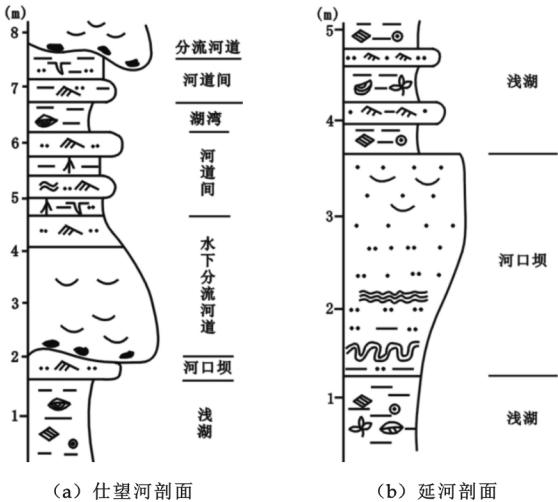 (m)
8
7
6
5
4
3
2
1
分流河道
河道间
湖湾
河道间
水下分流河道
河口坝
浅湖
(a) 仕望河剖面
(m)
5
4
3
2
1
浅湖
河口坝
浅湖
(b) 延河剖面